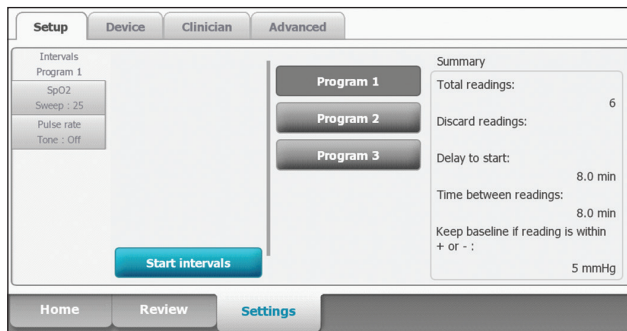 Setup
Device
Clinician
Advanced
Intervals
Program 1
SpO2
Sweep : 25
Pulse rate
Tone : Off
Start intervals
Program 1
Program 2
Program 3
Summary
Total readings:
6
Discard readings:
Delay to start:
8.0 min
Time between readings:
8.0 min
Keep baseline if reading is within
+ or - :
5 mmHg
Home
Review
Settings